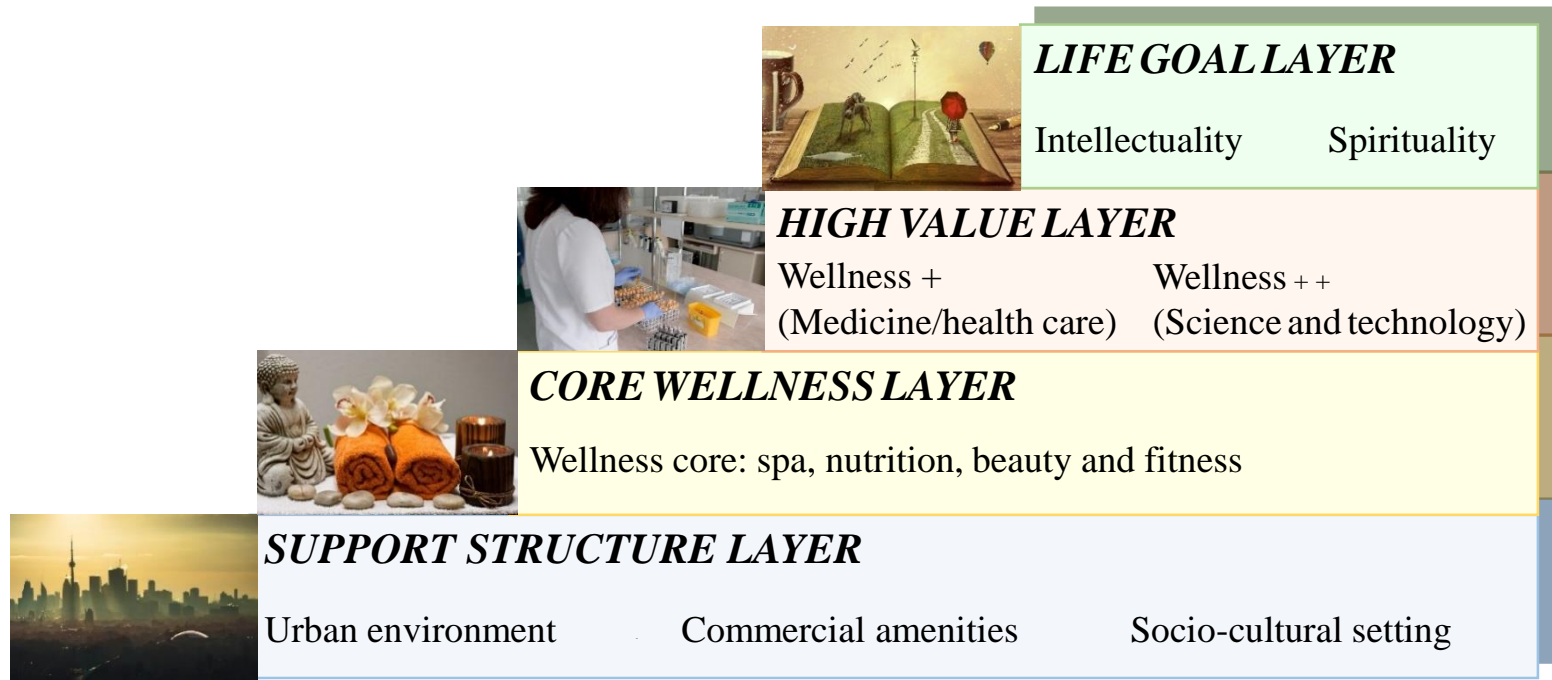 LIFE GOAL LAYER
Intellectuality Spirituality
HIGH VALUE LAYER
Wellness + Wellness + +
(Medicine/health care) (Science and technology)
CORE WELLNESS LAYER
Wellness core: spa, nutrition, beauty and fitness
SUPPORT STRUCTURE LAYER
Urban environment Commercial amenities Socio-cultural setting